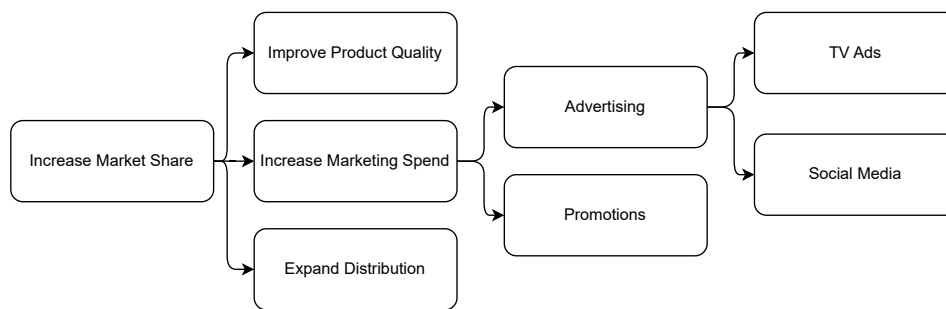 Increase Market Share
Improve Product Quality
Increase Marketing Spend
Expand Distribution
Advertising
Promotions
TV Ads
Social Media